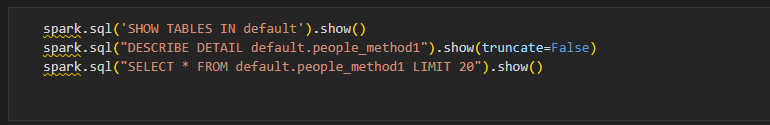 spark.sql('SHOW TABLES IN default').show()
spark.sql("DESCRIBE DETAIL default.people_method1").show(truncate=False)
spark.sql("SELECT * FROM default.people_method1 LIMIT 20").show()